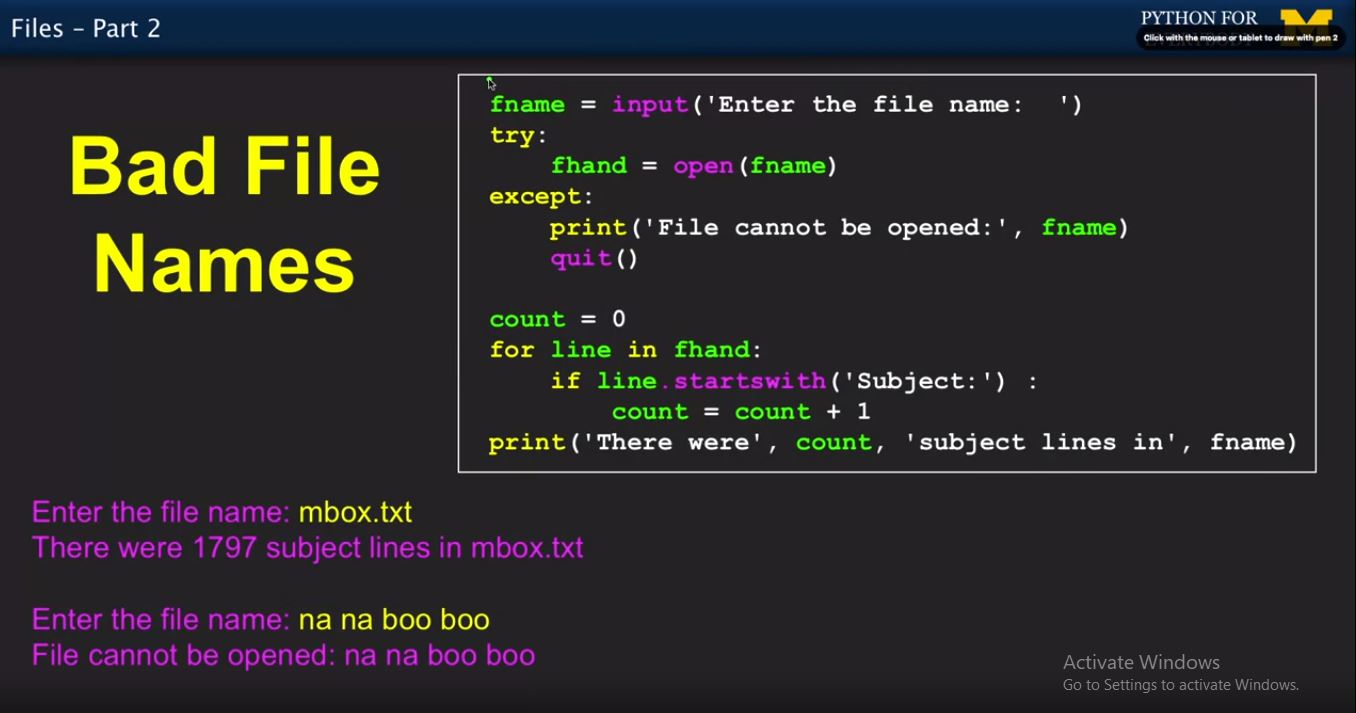 Files – Part 2
PYTHON FOR
Click with the mouse or tablet to draw with pen 2
Bad File
Names
fname = input('Enter the file name:  ')
try:
    fhand = open(fname)
except:
    print('File cannot be opened:', fname)
    quit()
count = 0
for line in fhand:
    if line.startswith('Subject:') :
        count = count + 1
print('There were', count, 'subject lines in', fname)
Enter the file name: mbox.txt
There were 1797 subject lines in mbox.txt
Enter the file name: na na boo boo
File cannot be opened: na na boo boo
Activate Windows
Go to Settings to activate Windows.